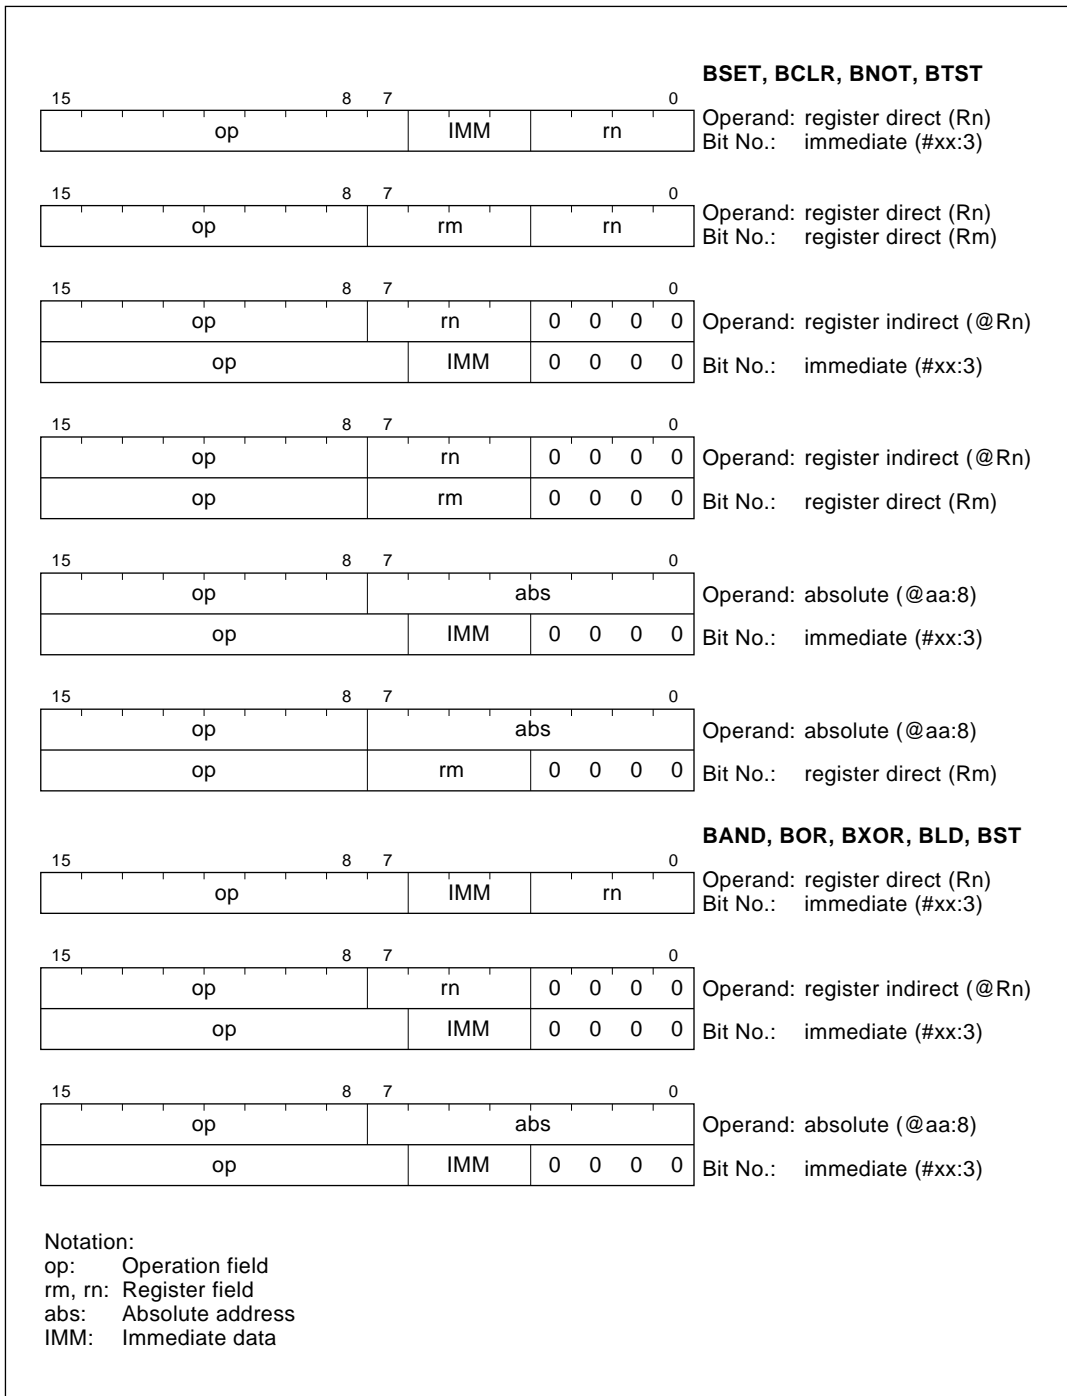 BSET, BCLR, BNOT, BTST
15 8 7 0
op IMM rn
Operand: register direct (Rn)
Bit No.: immediate (#xx:3)
15 8 7 0
op rm rn
Operand: register direct (Rn)
Bit No.: register direct (Rm)
15 8 7 0
op rn 0 0 0 0 Operand: register indirect (@Rn)
op IMM 0 0 0 0 Bit No.: immediate (#xx:3)
15 8 7 0
op rn 0 0 0 0 Operand: register indirect (@Rn)
op rm 0 0 0 0 Bit No.: register direct (Rm)
15 8 7 0
op abs Operand: absolute (@aa:8)
op IMM 0 0 0 0 Bit No.: immediate (#xx:3)
15 8 7 0
op abs Operand: absolute (@aa:8)
op rm 0 0 0 0 Bit No.: register direct (Rm)
BAND, BOR, BXOR, BLD, BST
15 8 7 0
op IMM rn
Operand: register direct (Rn)
Bit No.: immediate (#xx:3)
15 8 7 0
op rn 0 0 0 0 Operand: register indirect (@Rn)
op IMM 0 0 0 0 Bit No.: immediate (#xx:3)
15 8 7 0
op abs Operand: absolute (@aa:8)
op IMM 0 0 0 0 Bit No.: immediate (#xx:3)
Notation:
op: Operation field
rm, rn: Register field
abs: Absolute address
IMM: Immediate data